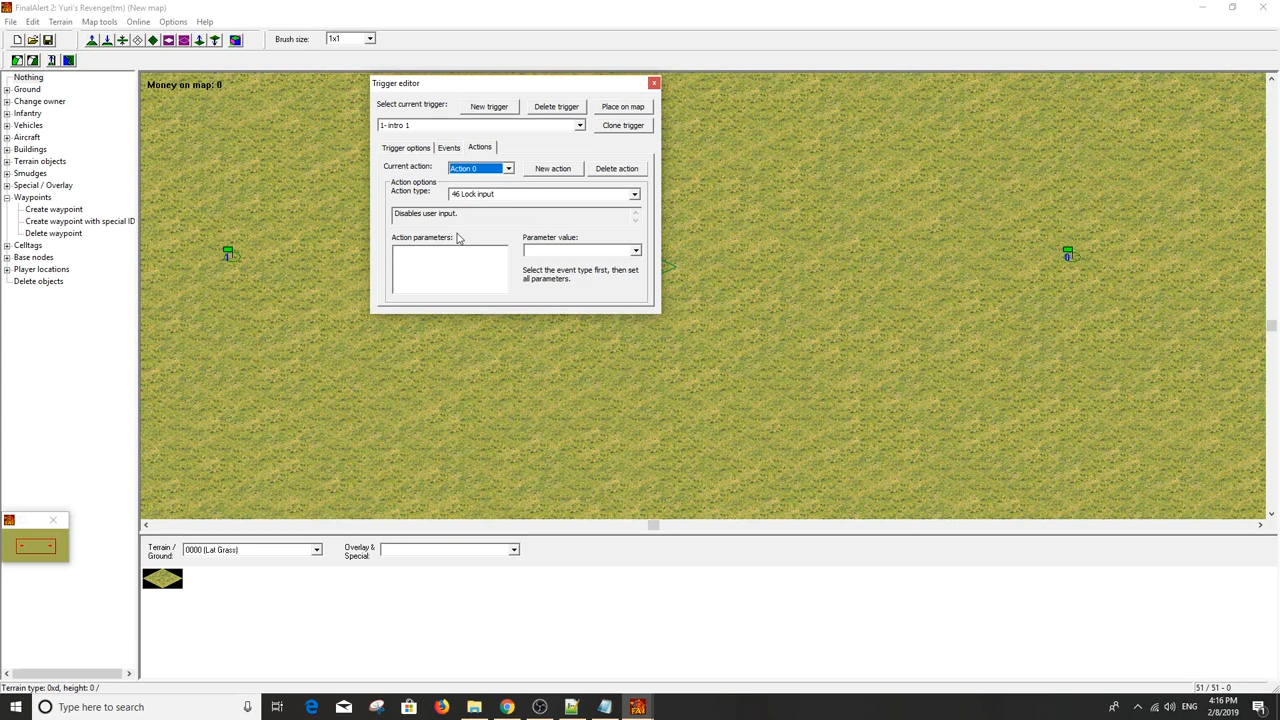 FinalAlert 2: Yuri's Revenge(tm) (New map)
File Edit Terrain Map tools Online Options Help
Brush size: 1x1
Nothing
Ground
Change owner
Infantry
Vehicles
Aircraft
Buildings
Terrain objects
Smudges
Special / Overlay
Waypoints
Create waypoint
Create waypoint with special ID
Delete waypoint
Celltags
Base nodes
Player locations
Delete objects
Money on map: 0
Trigger editor
Select current trigger: New trigger Delete trigger Place on map
1- intro 1 Clone trigger
Trigger options Events Actions
Current action: Action 0 New action Delete action
Action options
Action type: 46 Lock input
Disables user input.
Action parameters: Parameter value:
Select the event type first, then set
all parameters.
1
0
Terrain /
Ground: 0000 (Lat Grass)
Overlay &
Special:
Terrain type: 0xd, height: 0 /
51 / 51 - 0
Type here to search
ENG
4:16 PM
2/8/2019